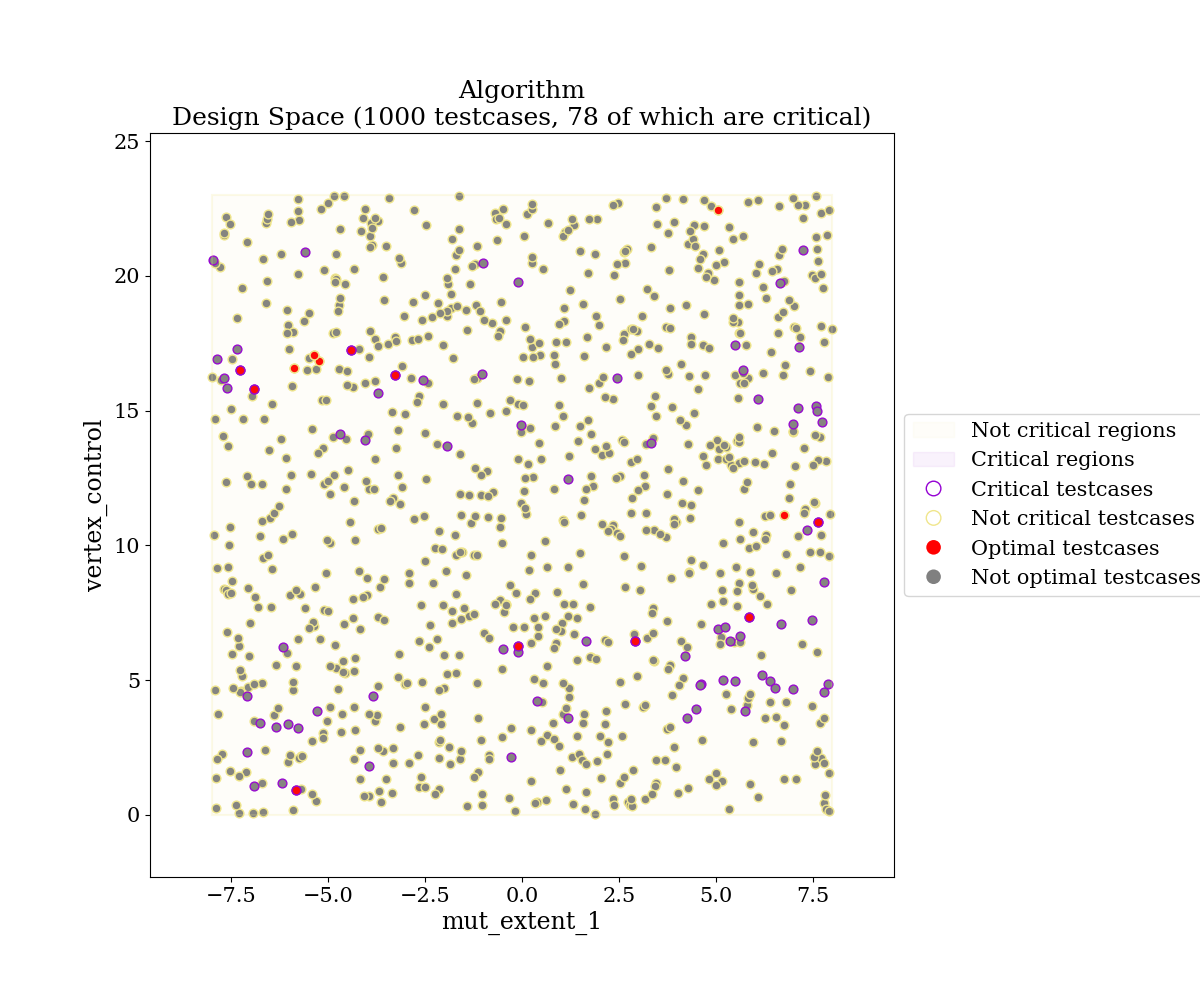 Algorithm
Design Space (1000 testcases, 78 of which are critical)
25
20
15
10
5
0
vertex_control
−7.5
−5.0
−2.5
0.0
2.5
5.0
7.5
mut_extent_1
Not critical regions
Critical regions
Critical testcases
Not critical testcases
Optimal testcases
Not optimal testcases